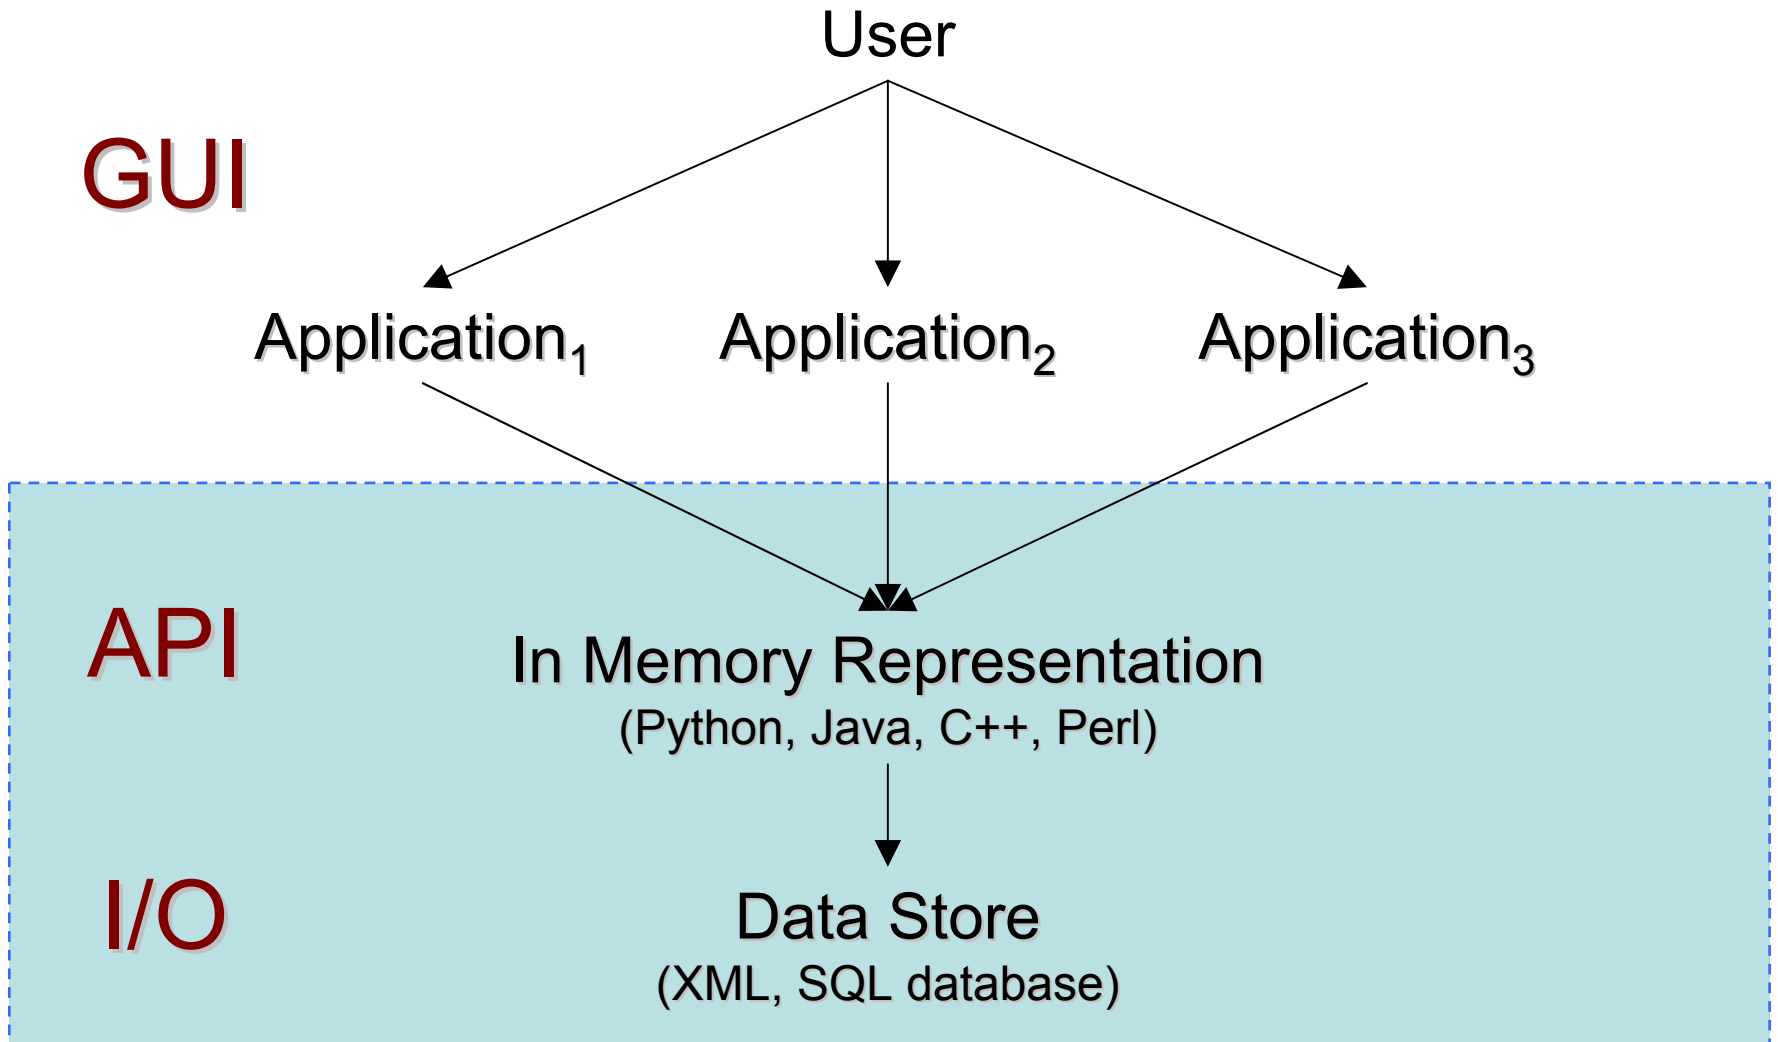 User
GUI
Application₁ Application₂ Application₃
API
In Memory Representation
(Python, Java, C++, Perl)
I/O
Data Store
(XML, SQL database)